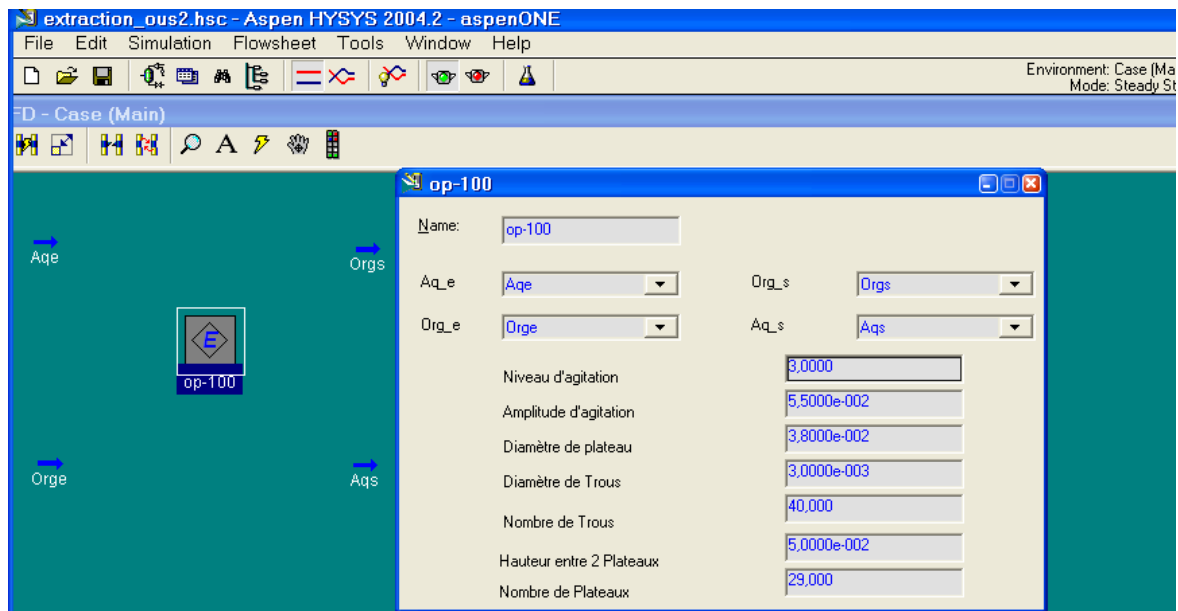 extraction_ous2.hsc - Aspen HYSYS 2004.2 - aspenONE
File Edit Simulation Flowsheet Tools Window Help
Environment: Case (Ma
Mode: Steady St
FD - Case (Main)
A
op-100
Name: op-100
Aqe
Orgs
Aq_e Aqe Org_s Orgs
Org_e Orge Aq_s Aqs
E
op-100
Niveau d'agitation 3,0000
Amplitude d'agitation 5,5000e-002
Diamètre de plateau 3,8000e-002
Orge
Aqs
Diamètre de Trous 3,0000e-003
Nombre de Trous 40,000
Hauteur entre 2 Plateaux 5,0000e-002
Nombre de Plateaux 29,000